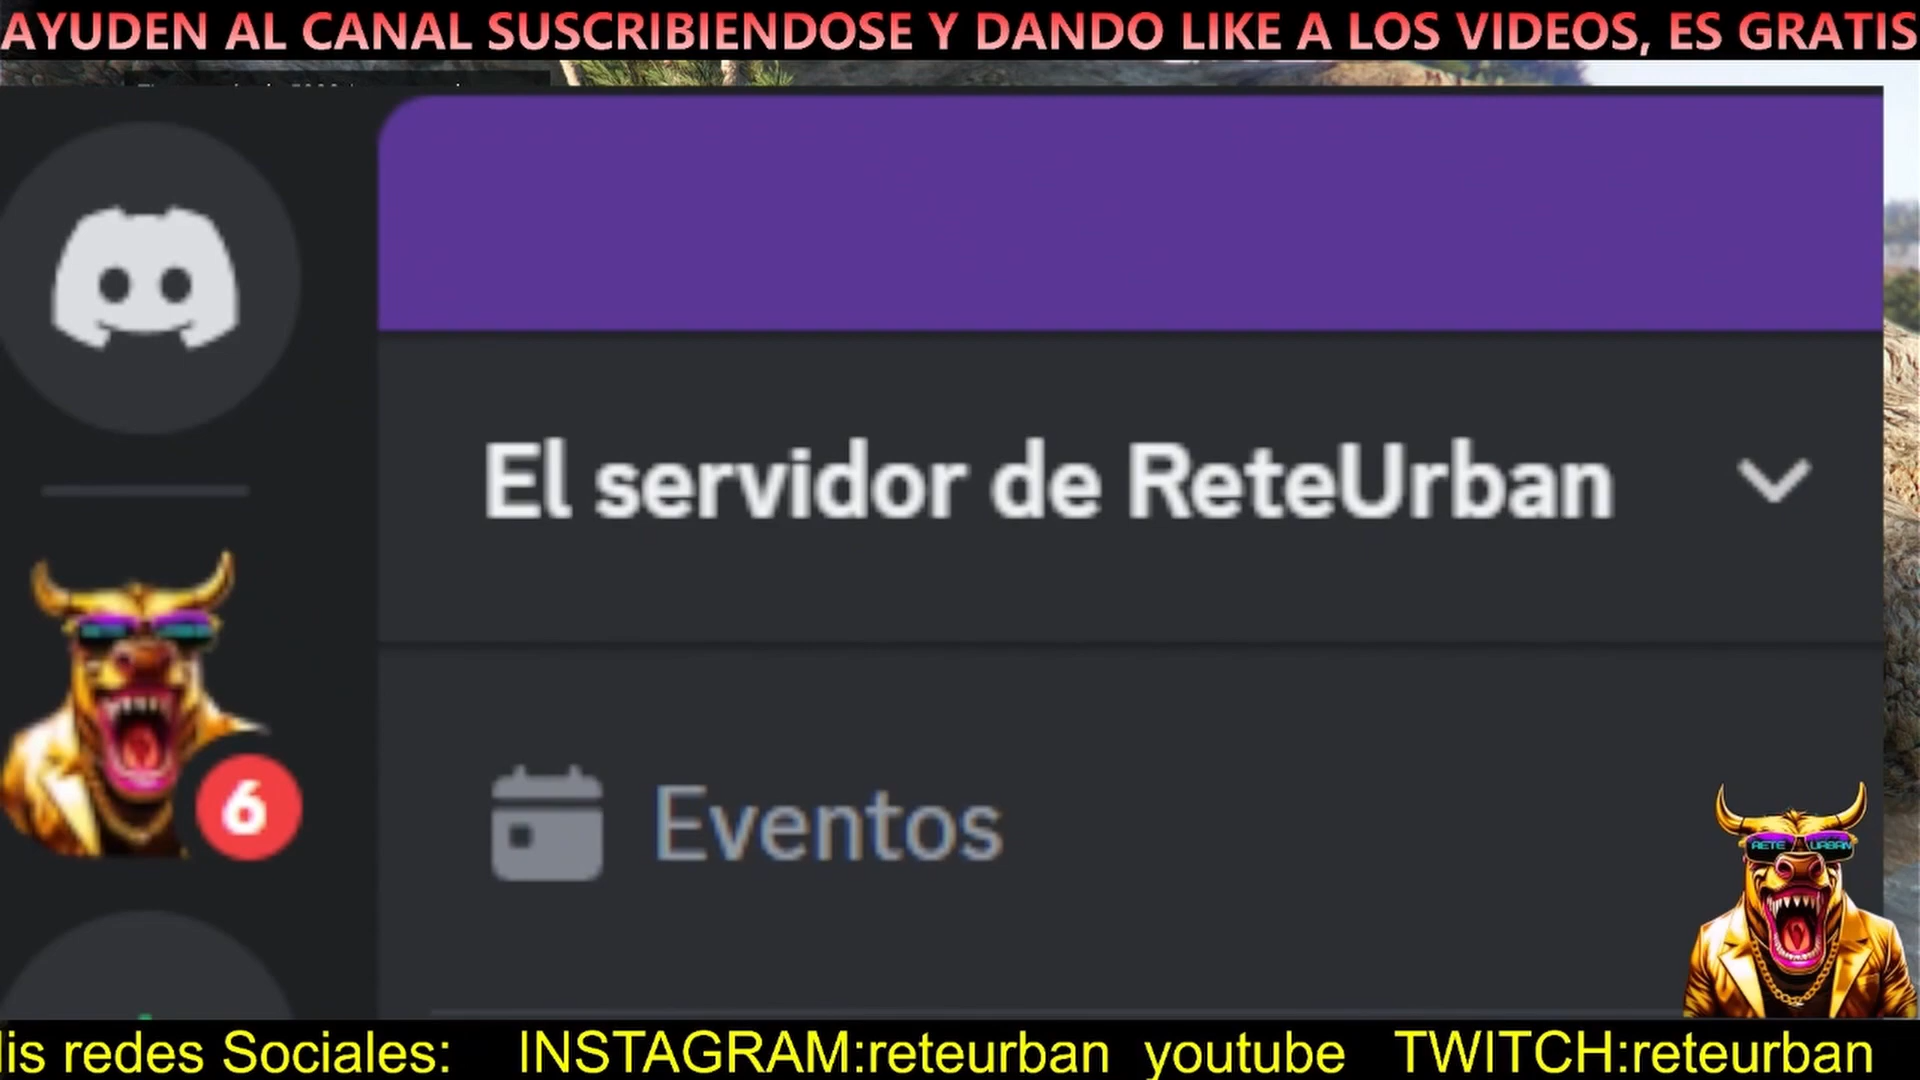 AYUDEN AL CANAL SUSCRIBIENDOSE Y DANDO LIKE A LOS VIDEOS, ES GRATIS
El servidor de ReteUrban
6
Eventos
RETE URBAN
is redes Sociales: INSTAGRAM:reteurban youtube TWITCH:reteurban